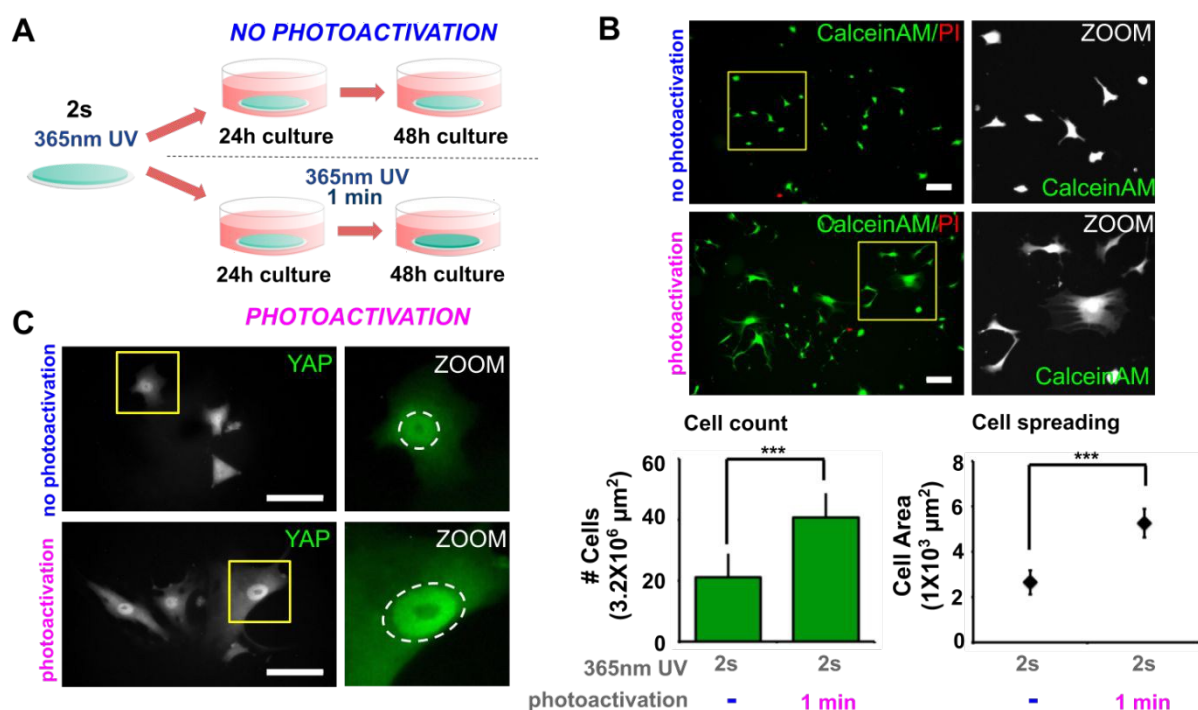 A
NO PHOTOACTIVATION
2s
365nm UV
24h culture
48h culture
365nm UV
1 min
24h culture
48h culture
PHOTOACTIVATION
B
no photoactivation
CalceinAM/PI
ZOOM
CalceinAM
photoactivation
CalceinAM/PI
ZOOM
CalceinAM
C
no photoactivation
YAP
ZOOM
photoactivation
YAP
ZOOM
Cell count
***
# Cells
(3.2X10⁶ µm²)
60
40
20
0
365nm UV 2s 2s
photoactivation - 1 min
Cell spreading
***
Cell Area
(1X10³ µm²)
8
6
4
2
0
2s 2s
- 1 min